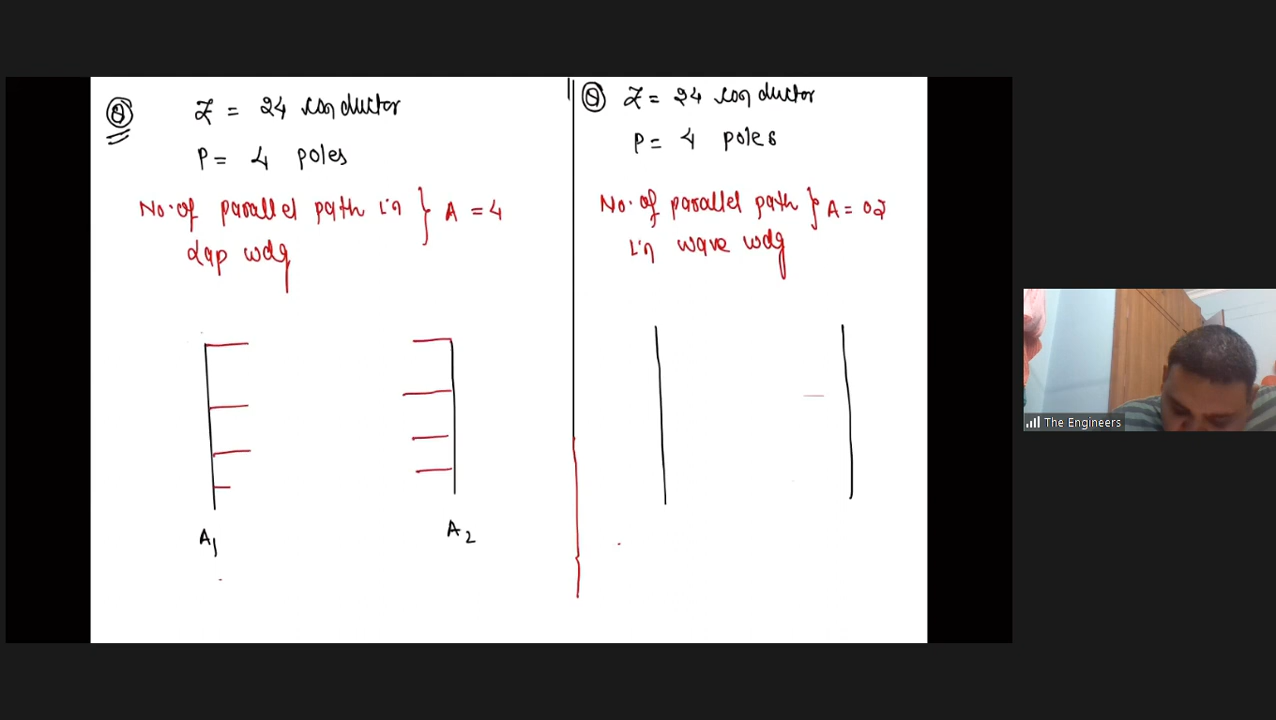 Q Z = 24 conductor
P = 4 poles
No. of parallel path in } A = 4
Lap wdg
A1
A2
Q Z = 24 conductor
P = 4 poles
No. of parallel path } A = 02
in wave wdg
The Engineers